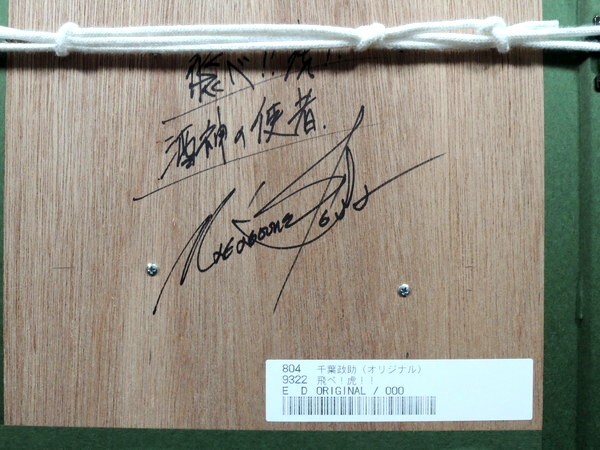 飛べ!!虎!!
酒神の使者.
804 千葉政助(オリジナル)
9322 飛べ!虎!!
E D ORIGINAL / 000